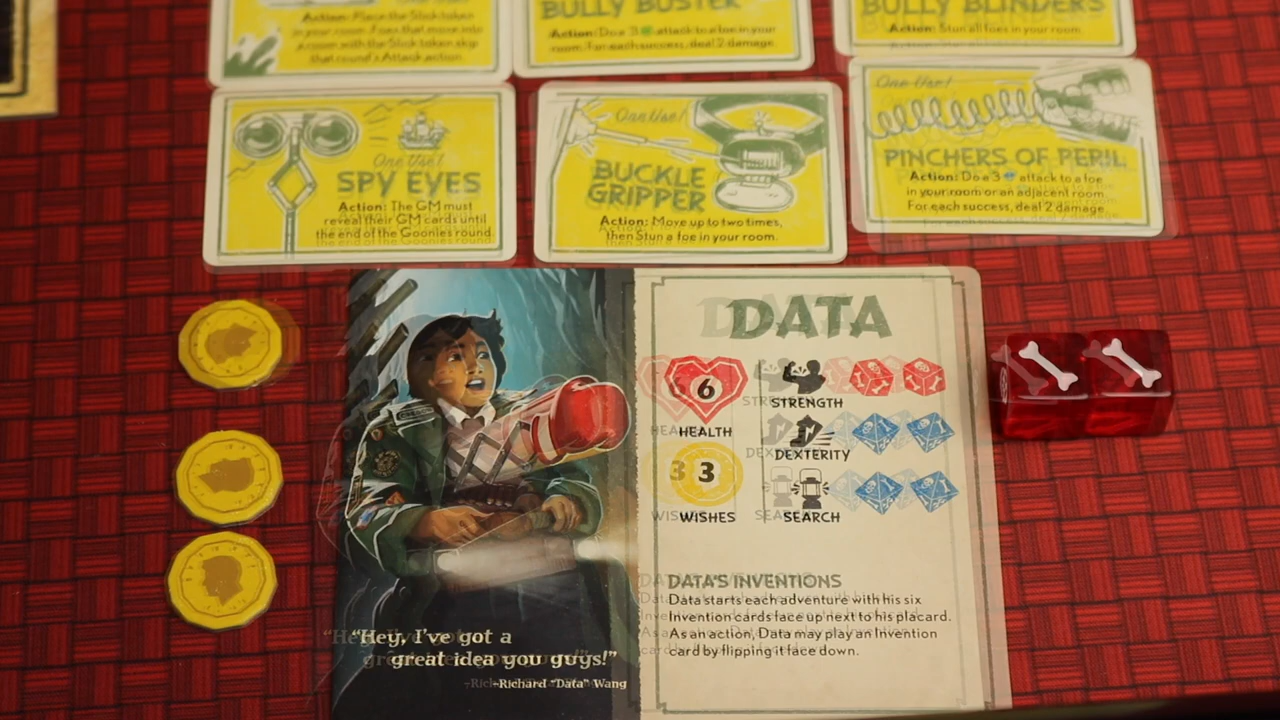 Action: Place the Slick token
in your room. Foes that move into
a room with the Slick token skip
that round's Attack action.
BULLY BUSTER
Action: Do a 3 attack to a foe in your
room. For each success, deal 2 damage.
BULLY BLINDERS
Action: Stun all foes in your room.
One Use!
SPY EYES
Action: The GM must
reveal their GM cards until
the end of the Goonies round.
One Use!
BUCKLE
GRIPPER
Action: Move up to two times,
then Stun a foe in your room.
One Use!
PINCHERS OF PERIL
Action: Do a 3 attack to a foe
in your room or an adjacent room.
For each success, deal 2 damage.
DATA
6
HEALTH
3
WISHES
STRENGTH
DEXTERITY
SEARCH
DATA'S INVENTIONS
Data starts each adventure with his six
Invention cards face up next to his placard.
As an action, Data may play an Invention
card by flipping it face down.
"Hey, I've got a
great idea you guys!"
–Richard "Data" Wang